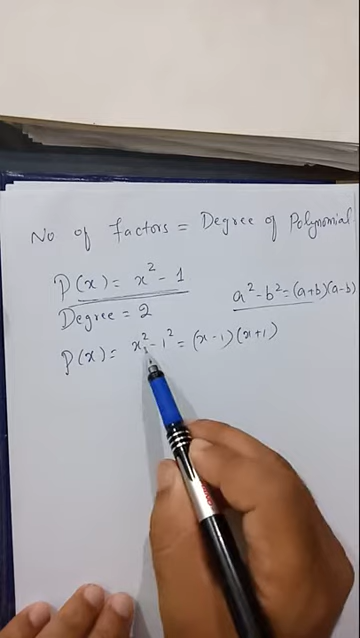 No of factors = Degree of Polynomial
P(x) = x² - 1
a² - b² = (a+b)(a-b)
Degree = 2
P(x) = x² - 1² = (x-1)(x+1)